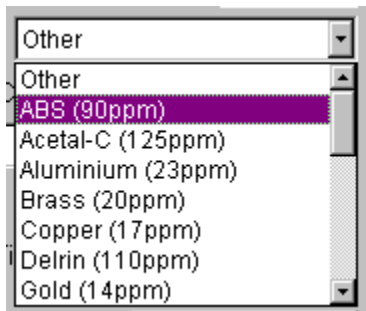 Other
Other
ABS (90ppm)
Acetal-C (125ppm)
Aluminium (23ppm)
Brass (20ppm)
Copper (17ppm)
Delrin (110ppm)
Gold (14ppm)